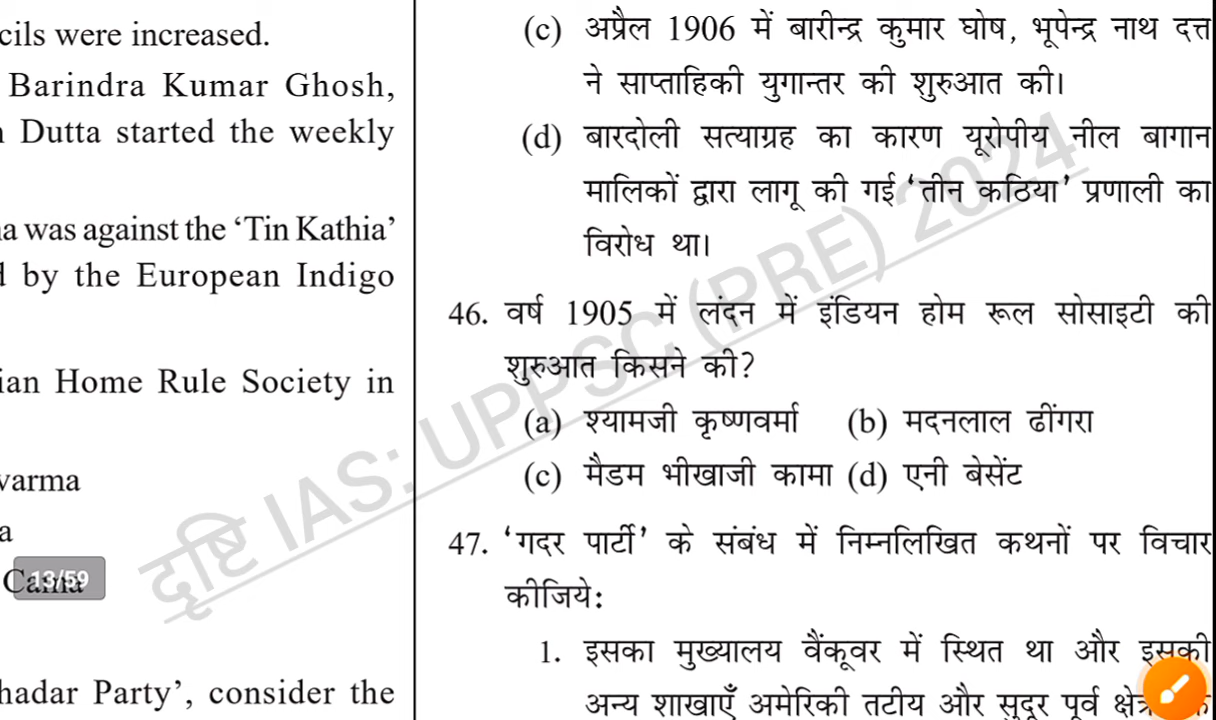 cils were increased.
Barindra Kumar Ghosh,
Dutta started the weekly
a was against the ‘Tin Kathia’
by the European Indigo
ian Home Rule Society in
varma
a
13/59
hadar Party’, consider the
(c) अप्रैल 1906 में बारीन्द्र कुमार घोष, भूपेन्द्र नाथ दत्त
ने साप्ताहिकी युगान्तर की शुरुआत की।
(d) बारदोली सत्याग्रह का कारण यूरोपीय नील बागान
मालिकों द्वारा लागू की गई ‘तीन कठिया’ प्रणाली का
विरोध था।
46. वर्ष 1905 में लंदन में इंडियन होम रूल सोसाइटी की
शुरुआत किसने की?
(a) श्यामजी कृष्णवर्मा (b) मदनलाल ढींगरा
(c) मैडम भीखाजी कामा (d) एनी बेसेंट
47. ‘गदर पार्टी’ के संबंध में निम्नलिखित कथनों पर विचार
कीजिये:
1. इसका मुख्यालय वैंकूवर में स्थित था और इसकी
अन्य शाखाएँ अमेरिकी तटीय और सुदूर पूर्व
दृष्टि IAS: UPPSC (PRE) 2024